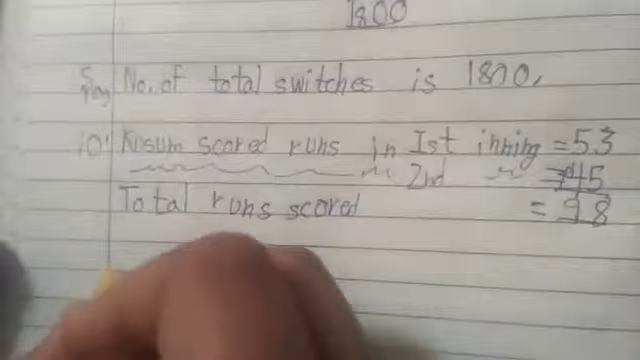 1800
No. of total switches is 1800.
10. Kusum scored runs in Ist inning = 53
2nd = +45
Total runs scored = 98